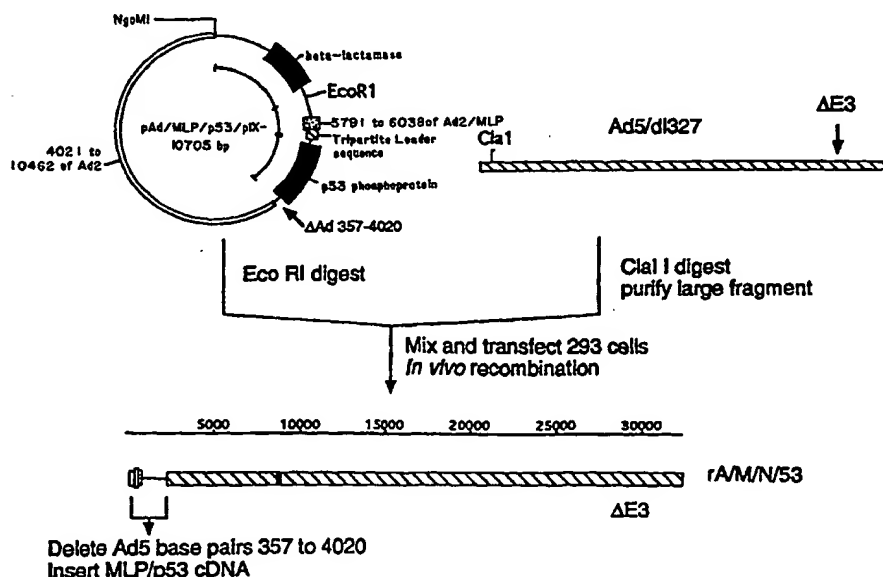 NgoMI
beta-lactamase
EcoR1
pAd/MLP/p53/pIX-
10705 bp
5791 to 6038 of Ad2/MLP
Tripartite Leader
sequence
p53 phosphoprotein
4021 to
10462 of Ad2
ΔAd 357-4020
Ad5/dl327
ΔE3
Cla1
Eco RI digest
Clal I digest
purify large fragment
Mix and transfect 293 cells
In vivo recombination
5000 10000 15000 20000 25000 30000
rA/M/N/53
ΔE3
Delete Ad5 base pairs 357 to 4020
Insert MLP/p53 cDNA